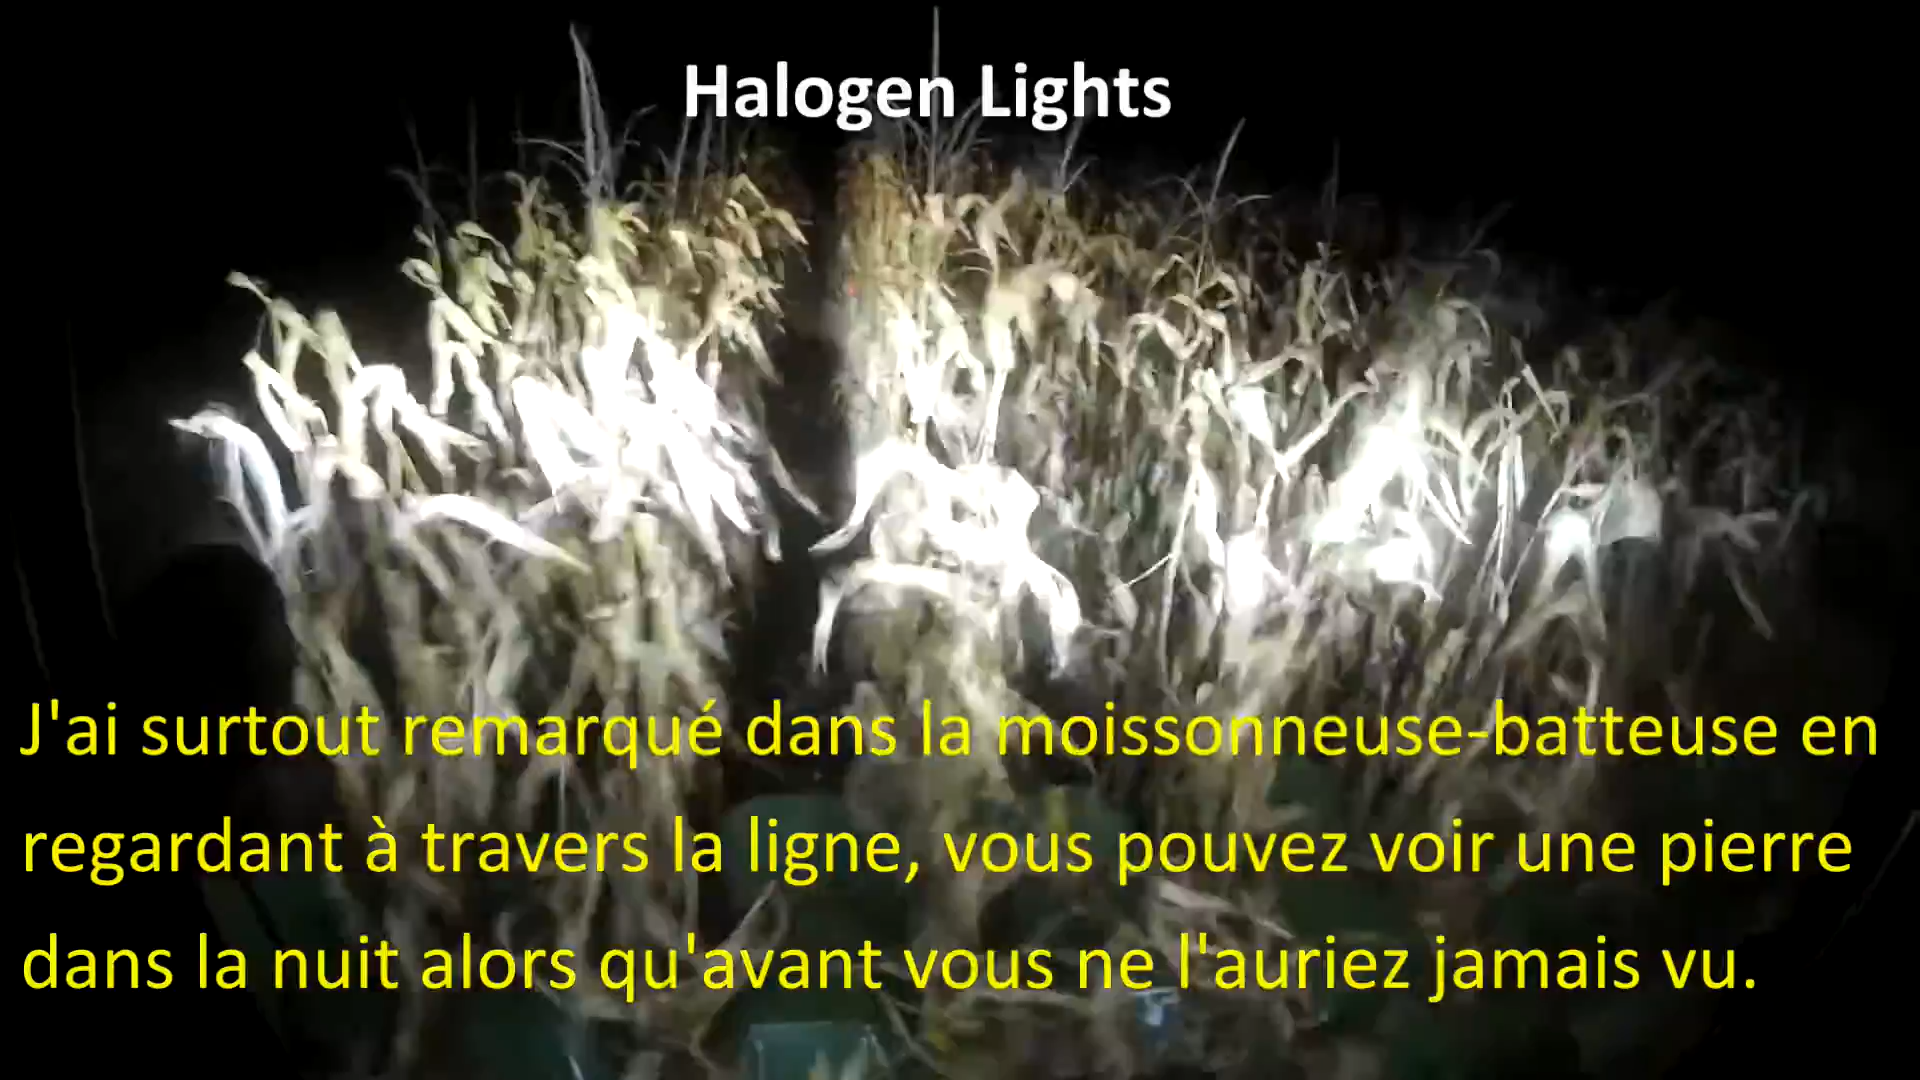 Halogen Lights
J'ai surtout remarqué dans la moissonneuse-batteuse en
regardant à travers la ligne, vous pouvez voir une pierre
dans la nuit alors qu'avant vous ne l'auriez jamais vu.